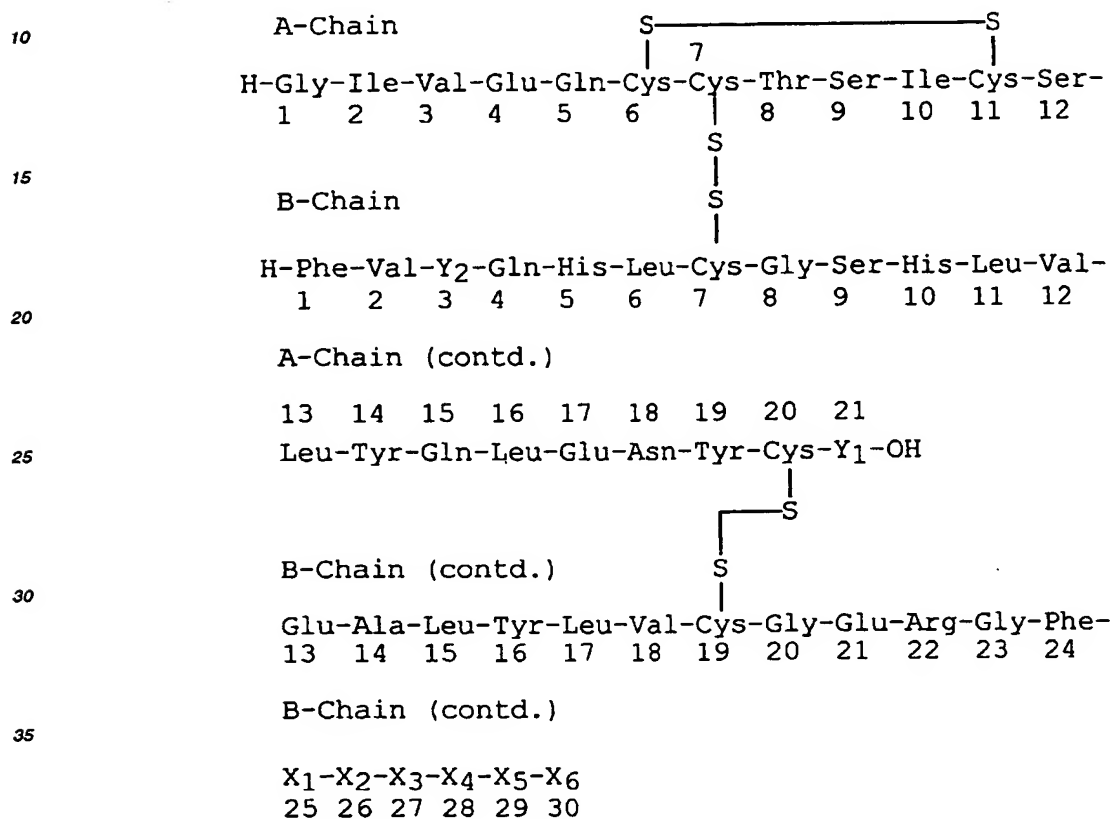 10 A-Chain S S
7
H-Gly-Ile-Val-Glu-Gln-Cys-Cys-Thr-Ser-Ile-Cys-Ser-
1 2 3 4 5 6 8 9 10 11 12
S
15
B-Chain S
H-Phe-Val-Y2-Gln-His-Leu-Cys-Gly-Ser-His-Leu-Val-
1 2 3 4 5 6 7 8 9 10 11 12
20
A-Chain (contd.)
13 14 15 16 17 18 19 20 21
25 Leu-Tyr-Gln-Leu-Glu-Asn-Tyr-Cys-Y1-OH
S
B-Chain (contd.) S
30
Glu-Ala-Leu-Tyr-Leu-Val-Cys-Gly-Glu-Arg-Gly-Phe-
13 14 15 16 17 18 19 20 21 22 23 24
B-Chain (contd.)
35
X1-X2-X3-X4-X5-X6
25 26 27 28 29 30